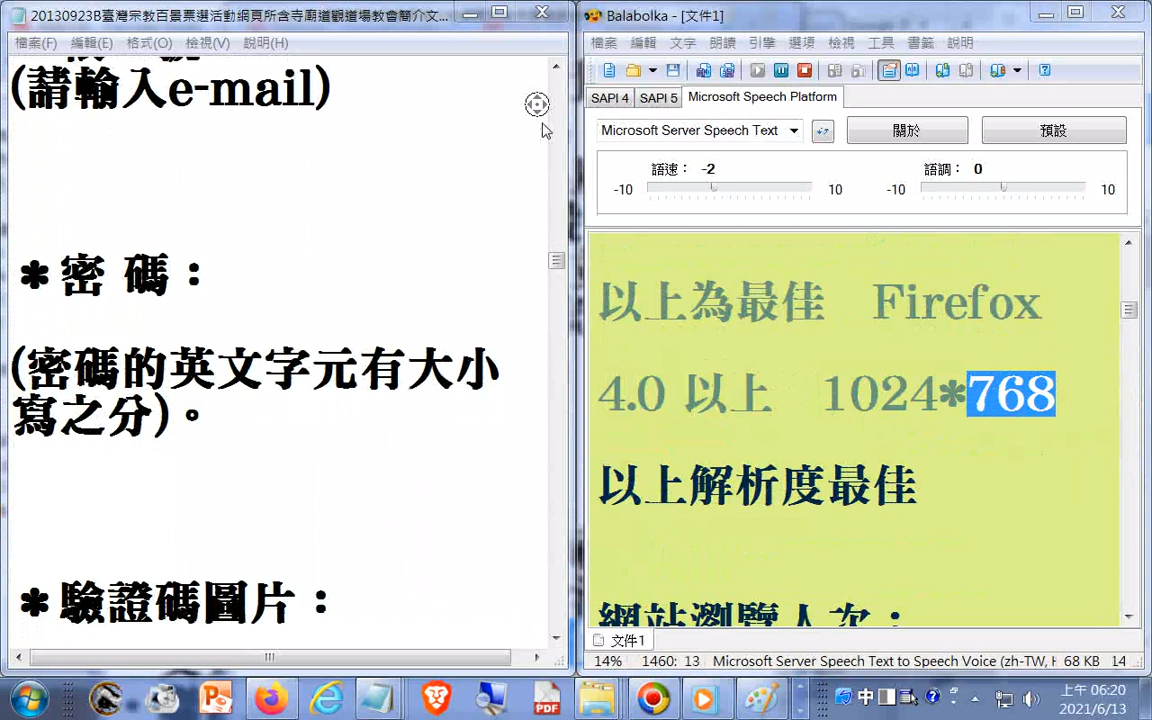 20130923B臺灣宗教百景票選活動網頁所含寺廟道觀道場教會簡介文...
檔案(F) 編輯(E) 格式(O) 檢視(V) 說明(H)
(請輸入e-mail)
*密 碼：
(密碼的英文字元有大小
寫之分)。
*驗證碼圖片：
Balabolka - [文件1]
檔案 編輯 文字 朗讀 引擎 選項 檢視 工具 書籤 說明
SAPI 4 SAPI 5 Microsoft Speech Platform
Microsoft Server Speech Text 關於 預設
語速： -2 語調： 0
-10 10 -10 10
以上為最佳 Firefox
4.0 以上 1024*768
以上解析度最佳
網站瀏覽人次：
文件1
14% 1460: 13 Microsoft Server Speech Text to Speech Voice (zh-TW, H 68 KB 14
中
上午 06:20
2021/6/13